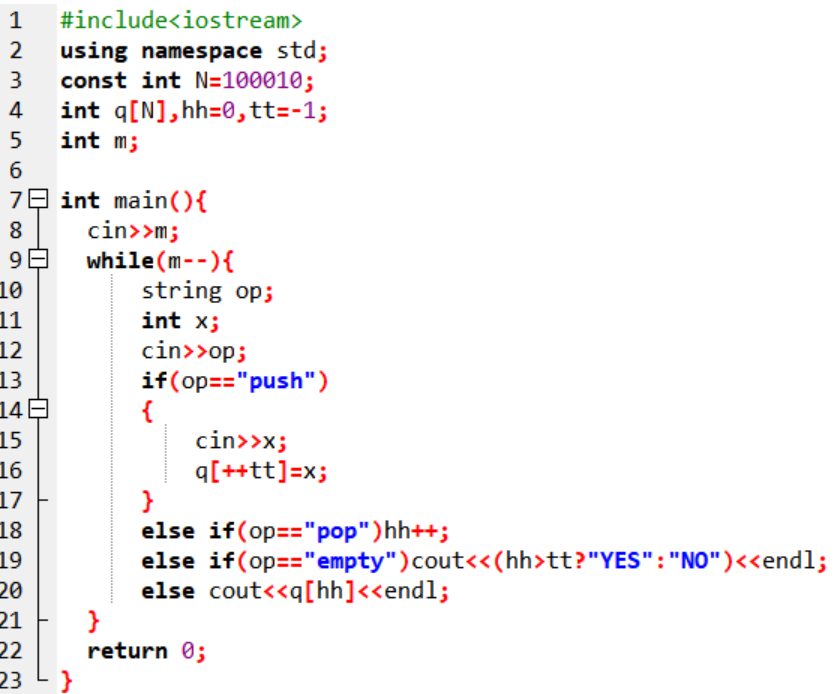 1 #include<iostream>
2 using namespace std;
3 const int N=100010;
4 int q[N],hh=0,tt=-1;
5 int m;
6
7 int main(){
8 cin>>m;
9 while(m--){
10 string op;
11 int x;
12 cin>>op;
13 if(op=="push")
14 {
15 cin>>x;
16 q[++tt]=x;
17 }
18 else if(op=="pop")hh++;
19 else if(op=="empty")cout<<(hh>tt?"YES":"NO")<<endl;
20 else cout<<q[hh]<<endl;
21 }
22 return 0;
23 }